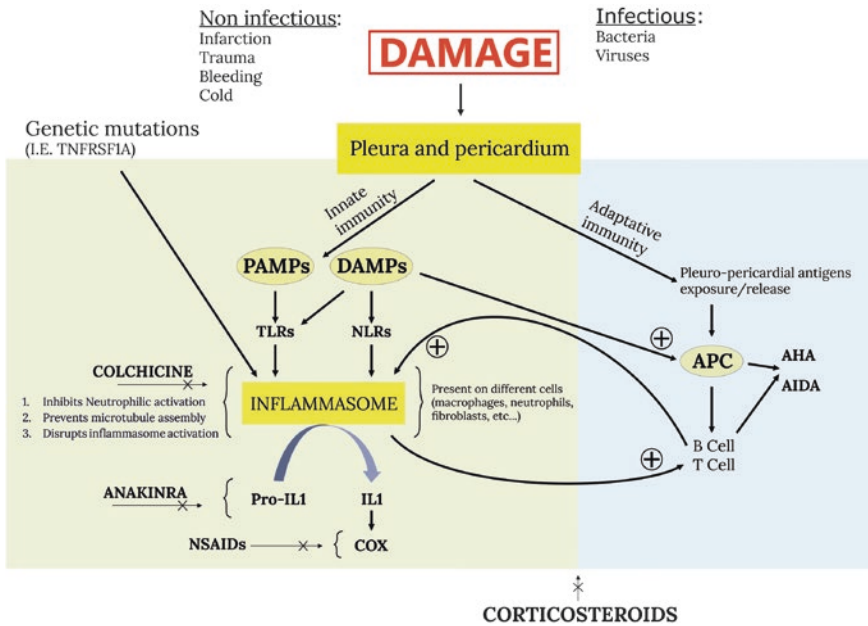 Non infectious:
Infarction
Trauma
Bleeding
Cold
DAMAGE
Infectious:
Bacteria
Viruses
Genetic mutations
(I.E. TNFRSF1A)
Pleura and pericardium
Innate
immunity
Adaptative
immunity
PAMPs
DAMPs
Pleuro-pericardial antigens
exposure/release
TLRs
NLRs
APC
AHA
AIDA
COLCHICINE
1. Inhibits Neutrophilic activation
2. Prevents microtubule assembly
3. Disrupts inflammasome activation
INFLAMMASOME
Present on different cells
(macrophages, neutrophils,
fibroblasts, etc...)
B Cell
T Cell
ANAKINRA
Pro-IL1
IL1
NSAIDs
COX
CORTICOSTEROIDS